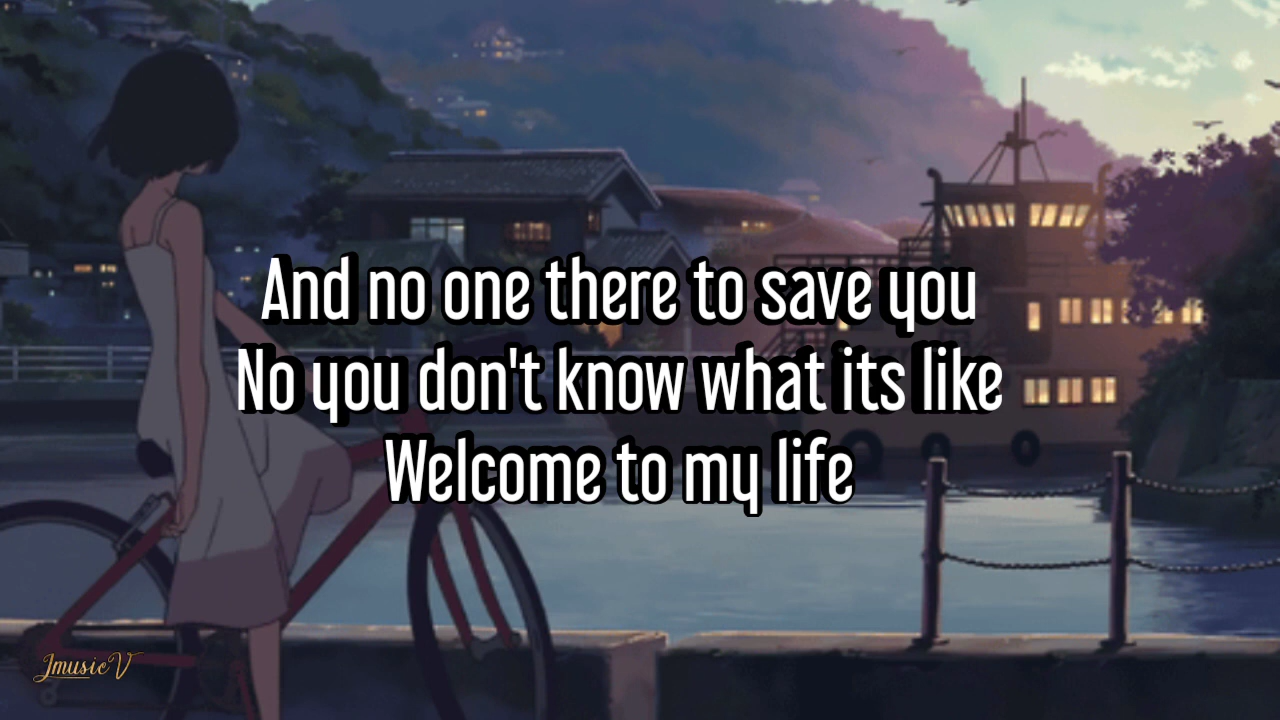 And no one there to save you
No you don't know what its like
Welcome to my life
JmusicV